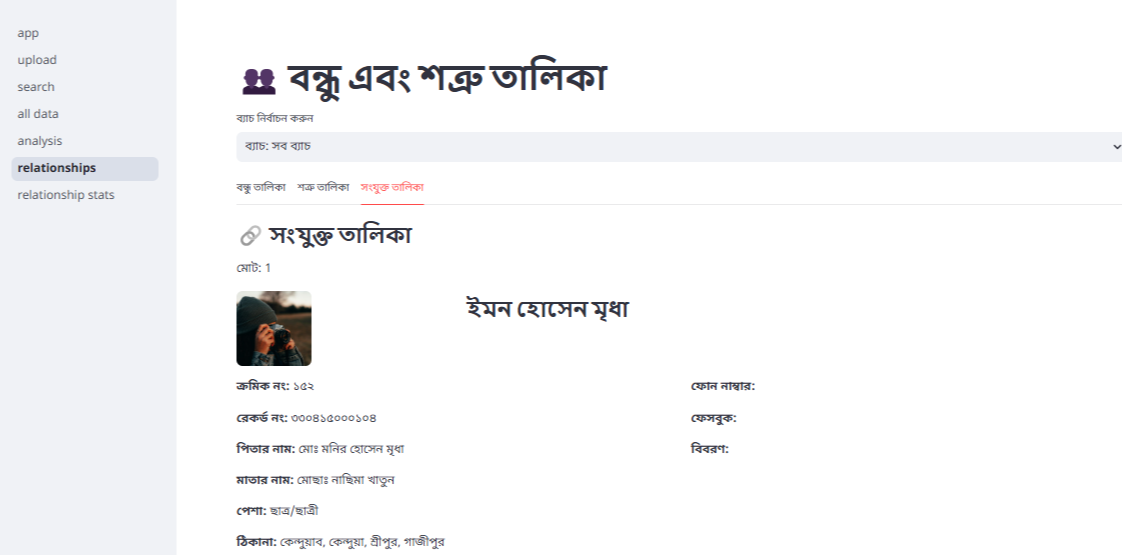 app
upload
search
all data
analysis
relationships
relationship stats
বন্ধু এবং শত্রু তালিকা
ব্যাচ নির্বাচন করুন
ব্যাচ: সব ব্যাচ
বন্ধু তালিকা শত্রু তালিকা সংযুক্ত তালিকা
সংযুক্ত তালিকা
মোট: 1
ইমন হোসেন মৃধা
ক্রমিক নং: ১৫২
ফোন নাম্বার:
রেকর্ড নং: ৩৩০৪১৫০০০১০৪
ফেসবুক:
পিতার নাম: মোঃ মনির হোসেন মৃধা
বিবরণ:
মাতার নাম: মোছাঃ নাছিমা খাতুন
পেশা: ছাত্র/ছাত্রী
ঠিকানা: কেন্দুয়াব, কেন্দুয়া, শ্রীপুর, গাজীপুর